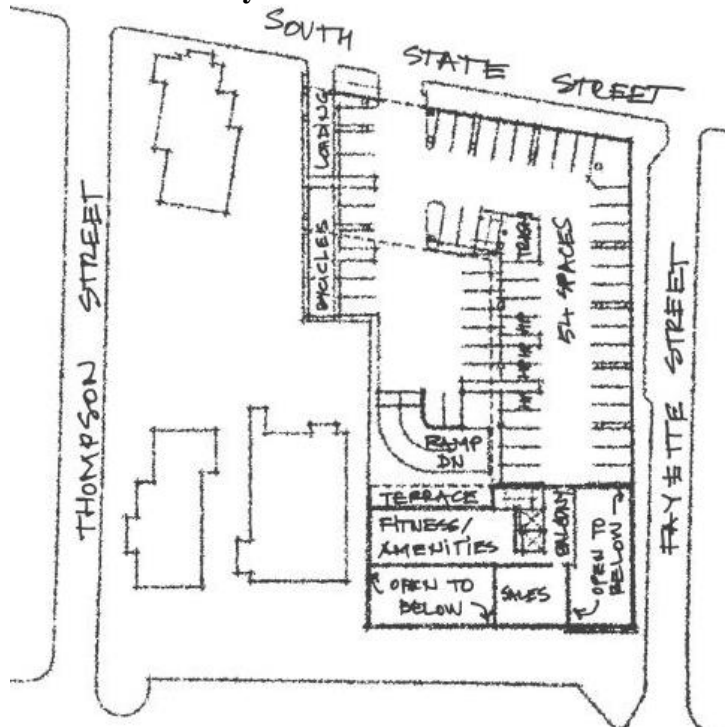 SOUTH STATE STREET
THOMPSON STREET
FAYETTE STREET
LOADING
BICYCLES
TRASH
54 SPACES
RAMP
DN
TERRACE
FITNESS/
AMENITIES
BALCONY
OPEN TO
BELOW
SALES
OPEN TO
BELOW